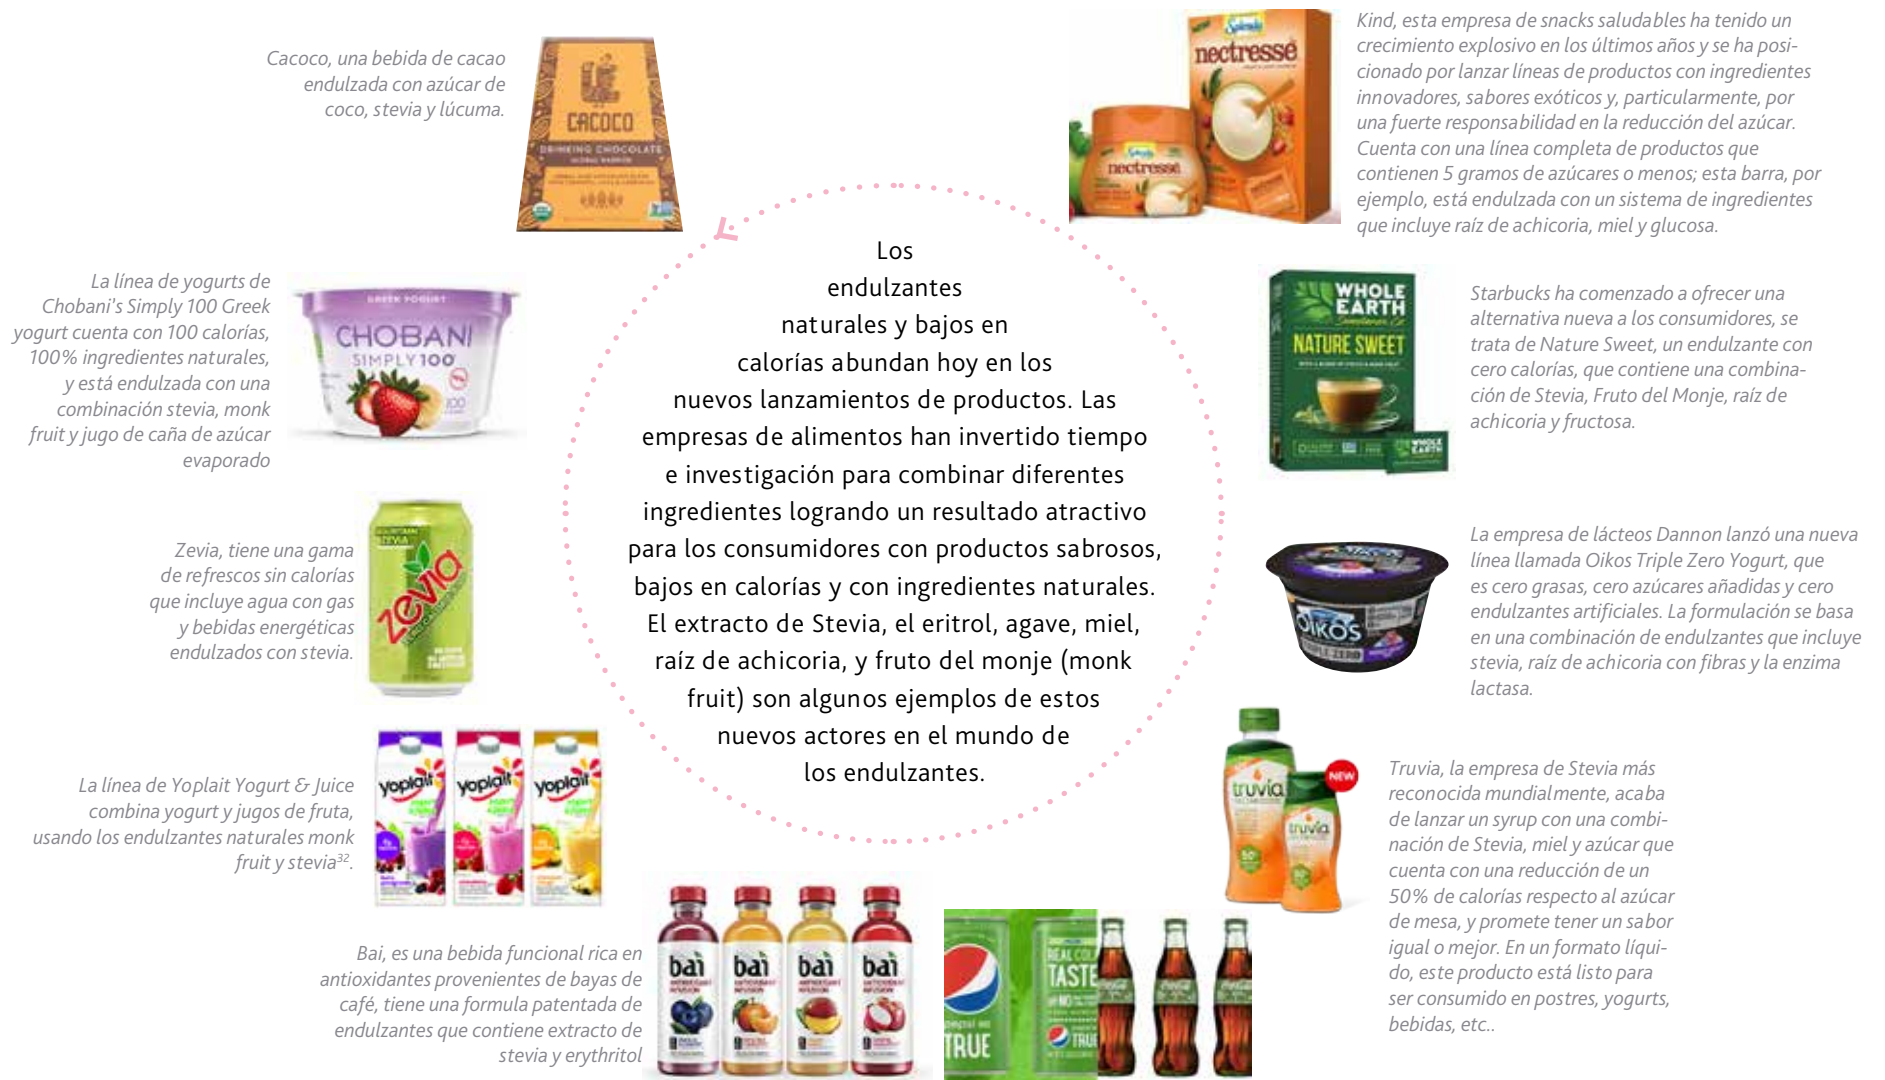 Cacoco, una bebida de cacao
endulzada con azúcar de
coco, stevia y lúcuma.
CACOCO
DRINKING CHOCOLATE
Splenda
nectresse
Splenda
nectresse
Kind, esta empresa de snacks saludables ha tenido un
crecimiento explosivo en los últimos años y se ha posi-
cionado por lanzar líneas de productos con ingredientes
innovadores, sabores exóticos y, particularmente, por
una fuerte responsabilidad en la reducción del azúcar.
Cuenta con una línea completa de productos que
contienen 5 gramos de azúcares o menos; esta barra, por
ejemplo, está endulzada con un sistema de ingredientes
que incluye raíz de achicoria, miel y glucosa.
La línea de yogurts de
Chobani's Simply 100 Greek
yogurt cuenta con 100 calorías,
100% ingredientes naturales,
y está endulzada con una
combinación stevia, monk
fruit y jugo de caña de azúcar
evaporado
GREEK YOGURT
CHOBANI
SIMPLY 100
100
Los
endulzantes
naturales y bajos en
calorías abundan hoy en los
nuevos lanzamientos de productos. Las
empresas de alimentos han invertido tiempo
e investigación para combinar diferentes
ingredientes logrando un resultado atractivo
para los consumidores con productos sabrosos,
bajos en calorías y con ingredientes naturales.
El extracto de Stevia, el eritrol, agave, miel,
raíz de achicoria, y fruto del monje (monk
fruit) son algunos ejemplos de estos
nuevos actores en el mundo de
los endulzantes.
WHOLE
EARTH
Sweetener Co
NATURE SWEET
WHOLE
EARTH
Starbucks ha comenzado a ofrecer una
alternativa nueva a los consumidores, se
trata de Nature Sweet, un endulzante con
cero calorías, que contiene una combina-
ción de Stevia, Fruto del Monje, raíz de
achicoria y fructosa.
Zevia, tiene una gama
de refrescos sin calorías
que incluye agua con gas
y bebidas energéticas
endulzados con stevia.
zevia
OIKOS
TRIPLE ZERO
La empresa de lácteos Dannon lanzó una nueva
línea llamada Oikos Triple Zero Yogurt, que
es cero grasas, cero azúcares añadidas y cero
endulzantes artificiales. La formulación se basa
en una combinación de endulzantes que incluye
stevia, raíz de achicoria con fibras y la enzima
lactasa.
La línea de Yoplait Yogurt & Juice
combina yogurt y jugos de fruta,
usando los endulzantes naturales monk
fruit y stevia32.
yoplait
yoplait
yoplait
truvia
truvia
NEW
50%
Truvia, la empresa de Stevia más
reconocida mundialmente, acaba
de lanzar un syrup con una combi-
nación de Stevia, miel y azúcar que
cuenta con una reducción de un
50% de calorías respecto al azúcar
de mesa, y promete tener un sabor
igual o mejor. En un formato líqui-
do, este producto está listo para
ser consumido en postres, yogurts,
bebidas, etc..
Bai, es una bebida funcional rica en
antioxidantes provenientes de bayas de
café, tiene una formula patentada de
endulzantes que contiene extracto de
stevia y erythritol
bai
bai
bai
bai
TRUE
REAL COLA
TASTE
NO
TRUE